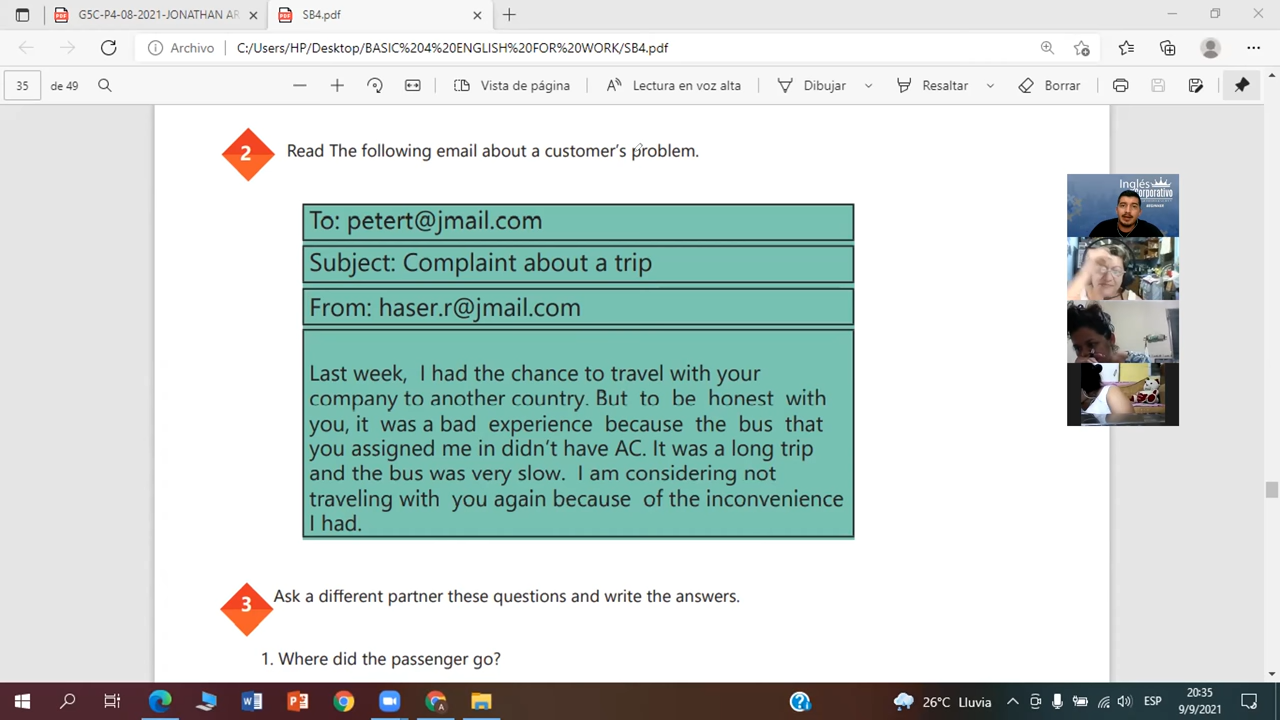 G5C-P4-08-2021-JONATHAN AR
SB4.pdf
Archivo
C:/Users/HP/Desktop/BASIC%204%20ENGLISH%20FOR%20WORK/SB4.pdf
35 de 49
Vista de página
Lectura en voz alta
Dibujar
Resaltar
Borrar
2 Read The following email about a customer's problem.
To: petert@jmail.com
Subject: Complaint about a trip
From: haser.r@jmail.com
Last week, I had the chance to travel with your
company to another country. But to be honest with
you, it was a bad experience because the bus that
you assigned me in didn't have AC. It was a long trip
and the bus was very slow. I am considering not
traveling with you again because of the inconvenience
I had.
3 Ask a different partner these questions and write the answers.
1. Where did the passenger go?
Inglés
Corporativo
BEGINNER
26°C Lluvia
ESP
20:35
9/9/2021